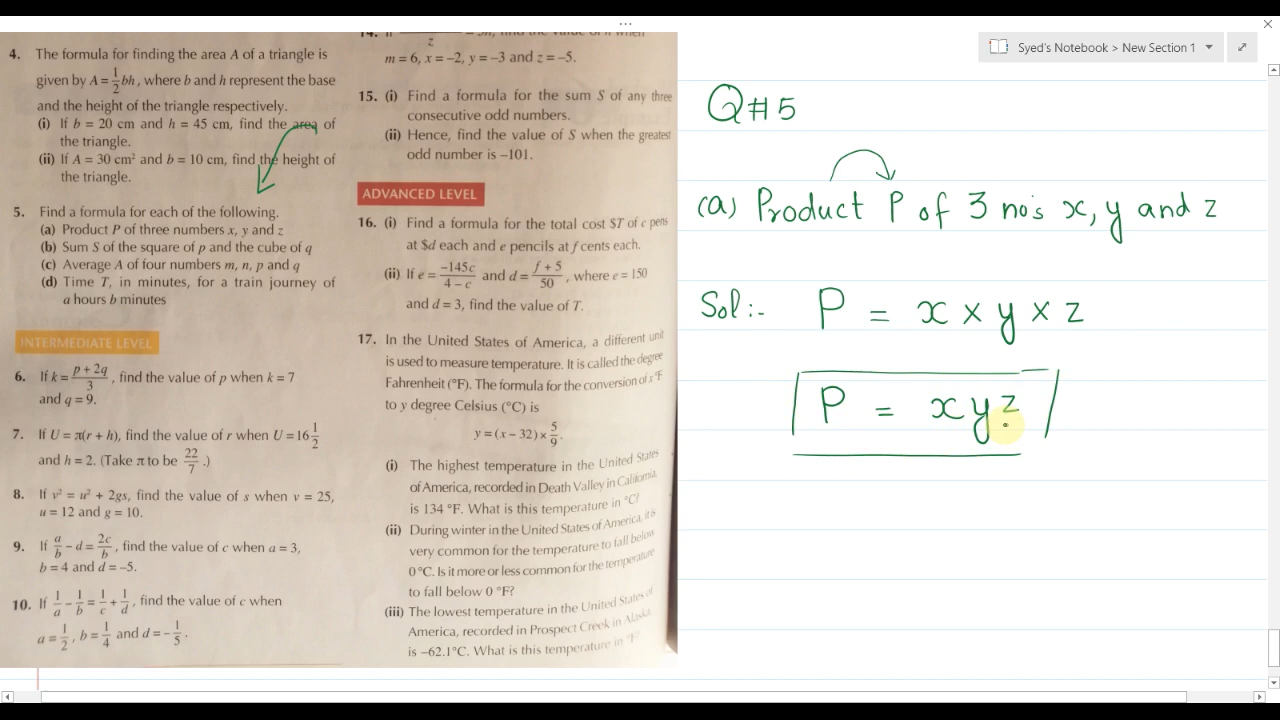 Syed's Notebook > New Section 1
4. The formula for finding the area A of a triangle is
given by A = 1/2 bh, where b and h represent the base
and the height of the triangle respectively.
(i) If b = 20 cm and h = 45 cm, find the area of
the triangle.
(ii) If A = 30 cm² and b = 10 cm, find the height of
the triangle.
5. Find a formula for each of the following.
(a) Product P of three numbers x, y and z
(b) Sum S of the square of p and the cube of q
(c) Average A of four numbers m, n, p and q
(d) Time T, in minutes, for a train journey of
a hours b minutes
INTERMEDIATE LEVEL
6. If k = (p + 2q)/3, find the value of p when k = 7
and q = 9.
7. If U = π(r + h), find the value of r when U = 16 1/2
and h = 2. (Take π to be 22/7.)
8. If v² = u² + 2gs, find the value of s when v = 25,
u = 12 and g = 10.
9. If a/b – d = 2c/b, find the value of c when a = 3,
b = 4 and d = –5.
10. If 1/a – 1/b = 1/c + 1/d, find the value of c when
a = 1/2, b = 1/4 and d = –1/5.
z
m = 6, x = –2, y = –3 and z = –5.
15. (i) Find a formula for the sum S of any three
consecutive odd numbers.
(ii) Hence, find the value of S when the greatest
odd number is –101.
ADVANCED LEVEL
16. (i) Find a formula for the total cost $T of c pens
at $d each and e pencils at f cents each.
(ii) If e = –145c/(4 – c) and d = (f + 5)/50, where e = 150
and d = 3, find the value of T.
17. In the United States of America, a different unit
is used to measure temperature. It is called the degree
Fahrenheit (°F). The formula for the conversion of x °F
to y degree Celsius (°C) is
y = (x – 32) × 5/9.
(i) The highest temperature in the United States
of America, recorded in Death Valley in California,
is 134 °F. What is this temperature in °C?
(ii) During winter in the United States of America, it is
very common for the temperature to fall below
0 °C. Is it more or less common for the temperature
to fall below 0 °F?
(iii) The lowest temperature in the United States of
America, recorded in Prospect Creek in Alaska,
is –62.1°C. What is this temperature in °F?
Q#5
(a) Product P of 3 no's x, y and z
Sol:- P = x × y × z
P = xyz